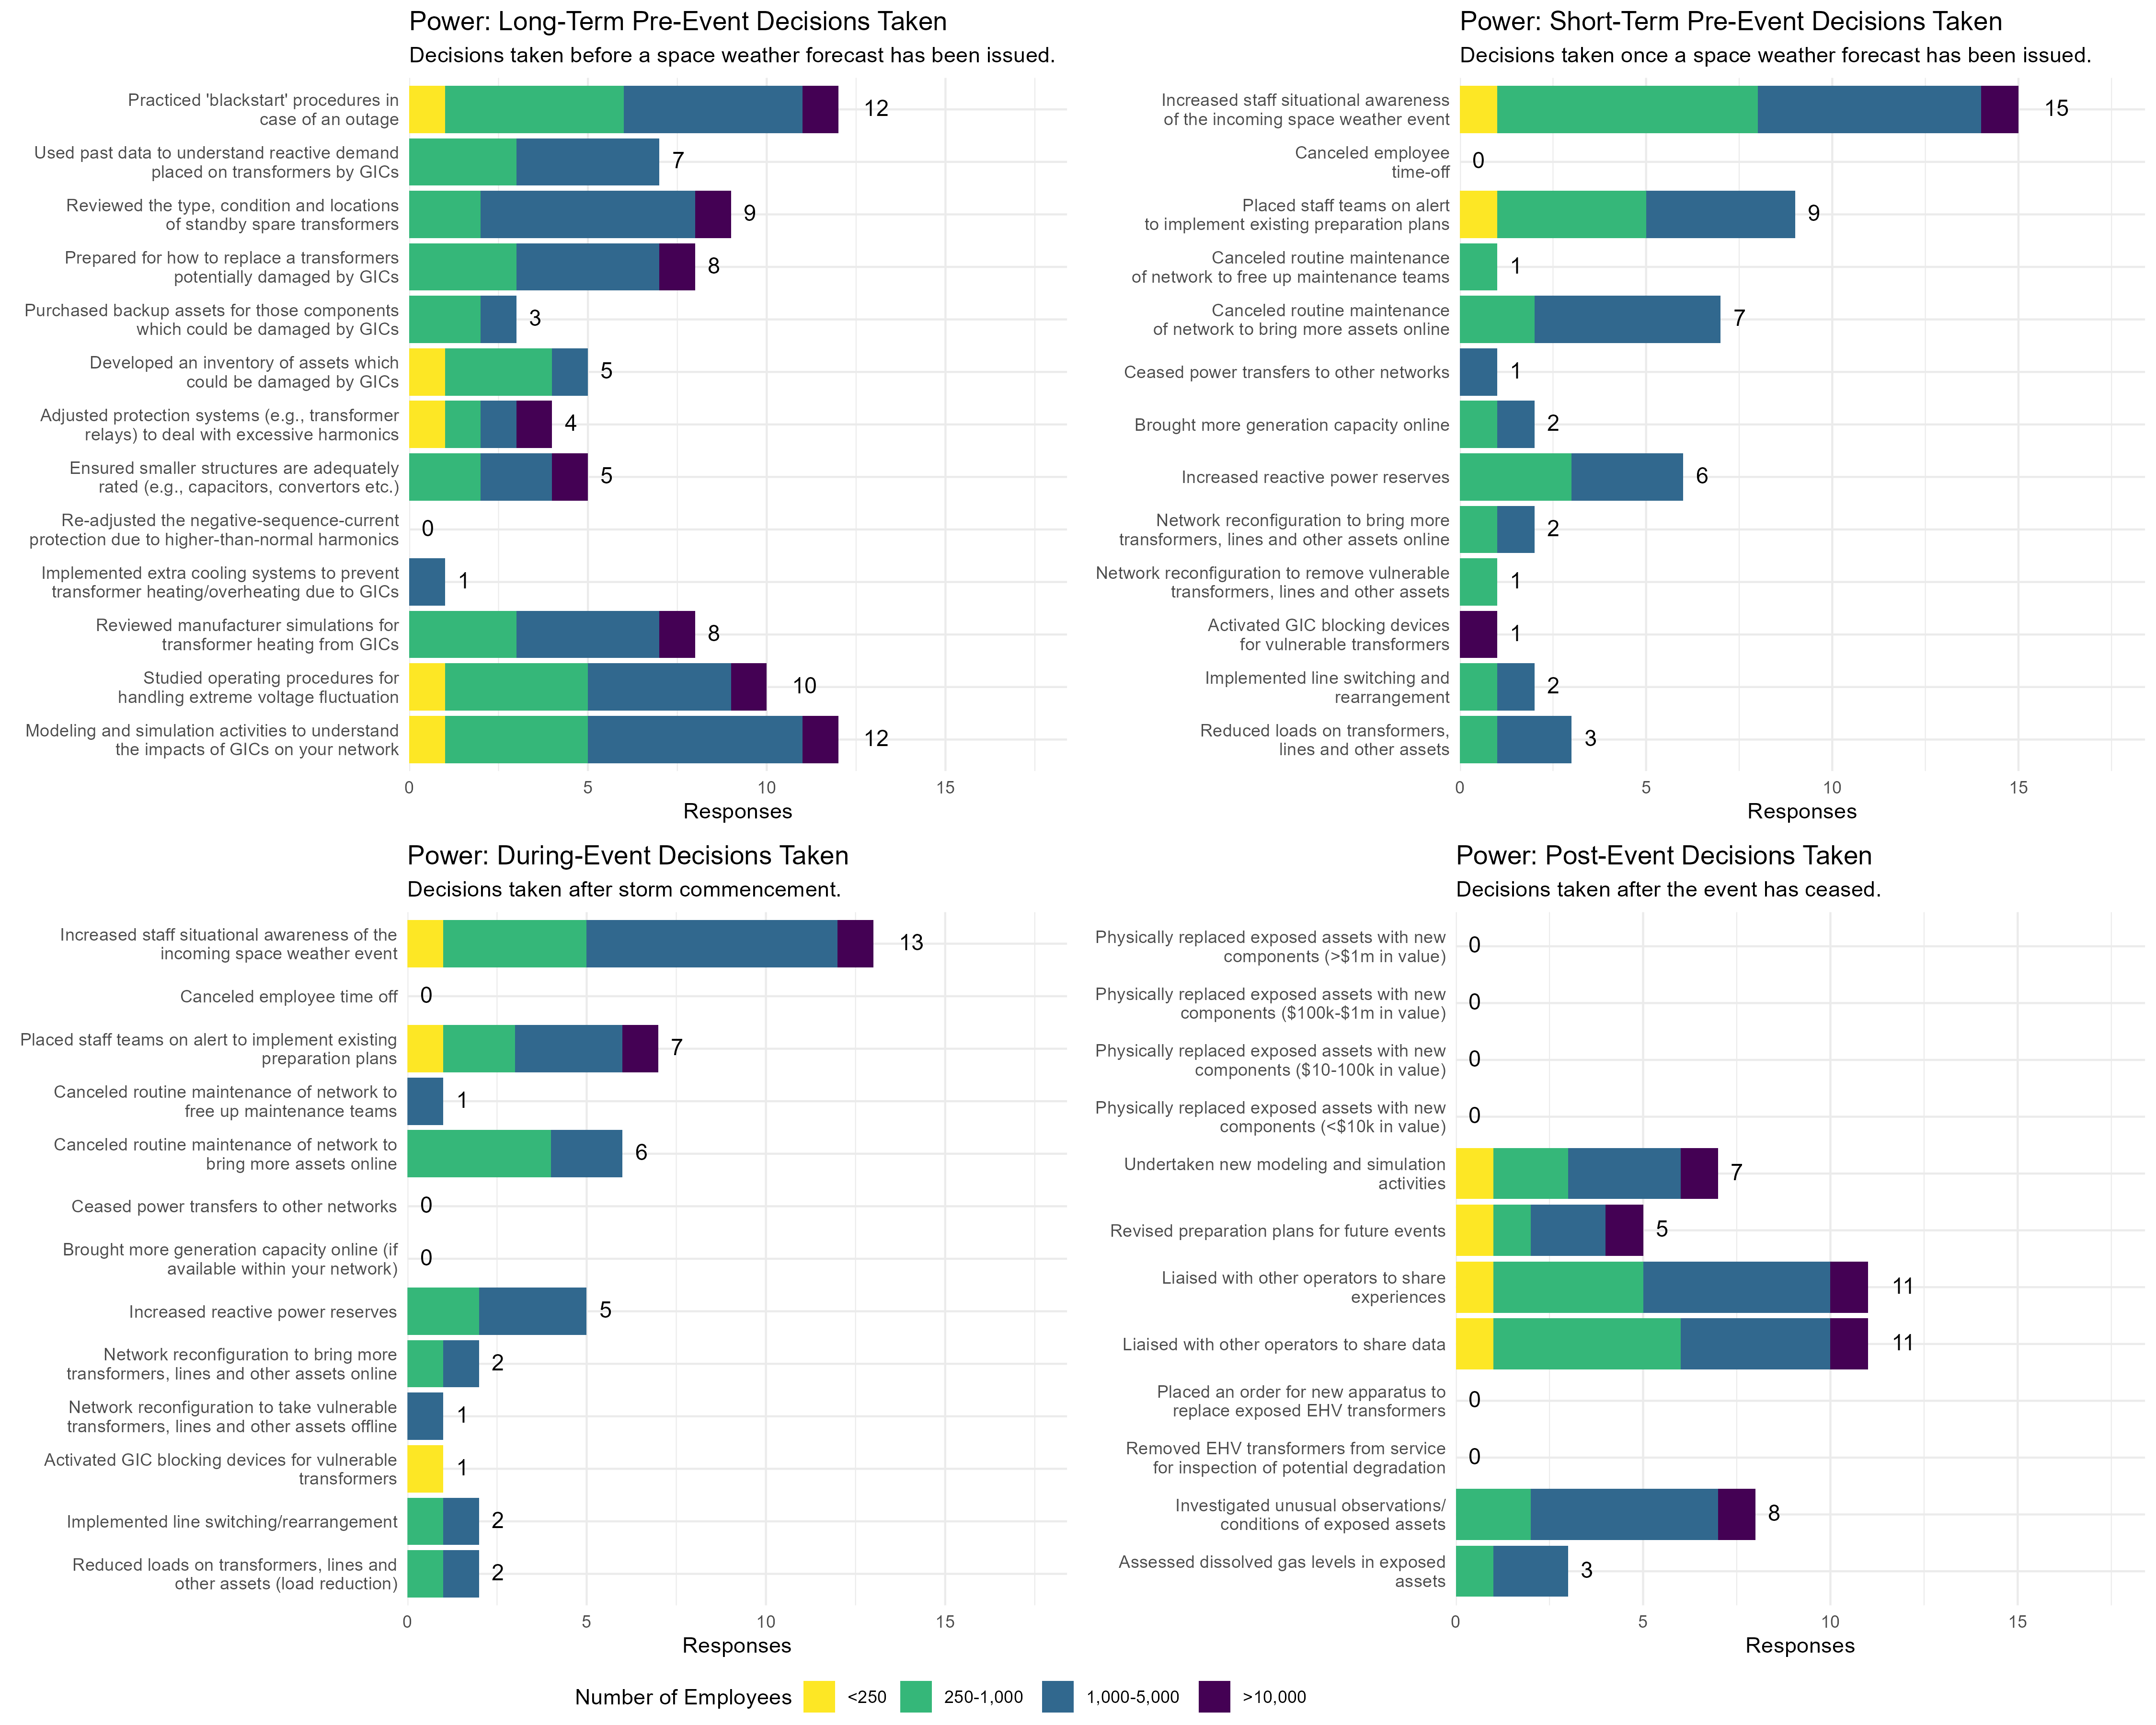 Power: Long-Term Pre-Event Decisions Taken
Decisions taken before a space weather forecast has been issued.
Practiced 'blackstart' procedures in
case of an outage
12
Used past data to understand reactive demand
placed on transformers by GICs
7
Reviewed the type, condition and locations
of standby spare transformers
9
Prepared for how to replace a transformers
potentially damaged by GICs
8
Purchased backup assets for those components
which could be damaged by GICs
3
Developed an inventory of assets which
could be damaged by GICs
5
Adjusted protection systems (e.g., transformer
relays) to deal with excessive harmonics
4
Ensured smaller structures are adequately
rated (e.g., capacitors, convertors etc.)
5
Re-adjusted the negative-sequence-current
protection due to higher-than-normal harmonics
0
Implemented extra cooling systems to prevent
transformer heating/overheating due to GICs
1
Reviewed manufacturer simulations for
transformer heating from GICs
8
Studied operating procedures for
handling extreme voltage fluctuation
10
Modeling and simulation activities to understand
the impacts of GICs on your network
12
0 5 10 15
Responses
Power: Short-Term Pre-Event Decisions Taken
Decisions taken once a space weather forecast has been issued.
Increased staff situational awareness
of the incoming space weather event
15
Canceled employee
time-off
0
Placed staff teams on alert
to implement existing preparation plans
9
Canceled routine maintenance
of network to free up maintenance teams
1
Canceled routine maintenance
of network to bring more assets online
7
Ceased power transfers to other networks
1
Brought more generation capacity online
2
Increased reactive power reserves
6
Network reconfiguration to bring more
transformers, lines and other assets online
2
Network reconfiguration to remove vulnerable
transformers, lines and other assets
1
Activated GIC blocking devices
for vulnerable transformers
1
Implemented line switching and
rearrangement
2
Reduced loads on transformers,
lines and other assets
3
0 5 10 15
Responses
Power: During-Event Decisions Taken
Decisions taken after storm commencement.
Increased staff situational awareness of the
incoming space weather event
13
Canceled employee time off
0
Placed staff teams on alert to implement existing
preparation plans
7
Canceled routine maintenance of network to
free up maintenance teams
1
Canceled routine maintenance of network to
bring more assets online
6
Ceased power transfers to other networks
0
Brought more generation capacity online (if
available within your network)
0
Increased reactive power reserves
5
Network reconfiguration to bring more
transformers, lines and other assets online
2
Network reconfiguration to take vulnerable
transformers, lines and other assets offline
1
Activated GIC blocking devices for vulnerable
transformers
1
Implemented line switching/rearrangement
2
Reduced loads on transformers, lines and
other assets (load reduction)
2
0 5 10 15
Responses
Power: Post-Event Decisions Taken
Decisions taken after the event has ceased.
Physically replaced exposed assets with new
components (>$1m in value)
0
Physically replaced exposed assets with new
components ($100k-$1m in value)
0
Physically replaced exposed assets with new
components ($10-100k in value)
0
Physically replaced exposed assets with new
components (<$10k in value)
0
Undertaken new modeling and simulation
activities
7
Revised preparation plans for future events
5
Liaised with other operators to share
experiences
11
Liaised with other operators to share data
11
Placed an order for new apparatus to
replace exposed EHV transformers
0
Removed EHV transformers from service
for inspection of potential degradation
0
Investigated unusual observations/
conditions of exposed assets
8
Assessed dissolved gas levels in exposed
assets
3
0 5 10 15
Responses
Number of Employees <250 250-1,000 1,000-5,000 >10,000